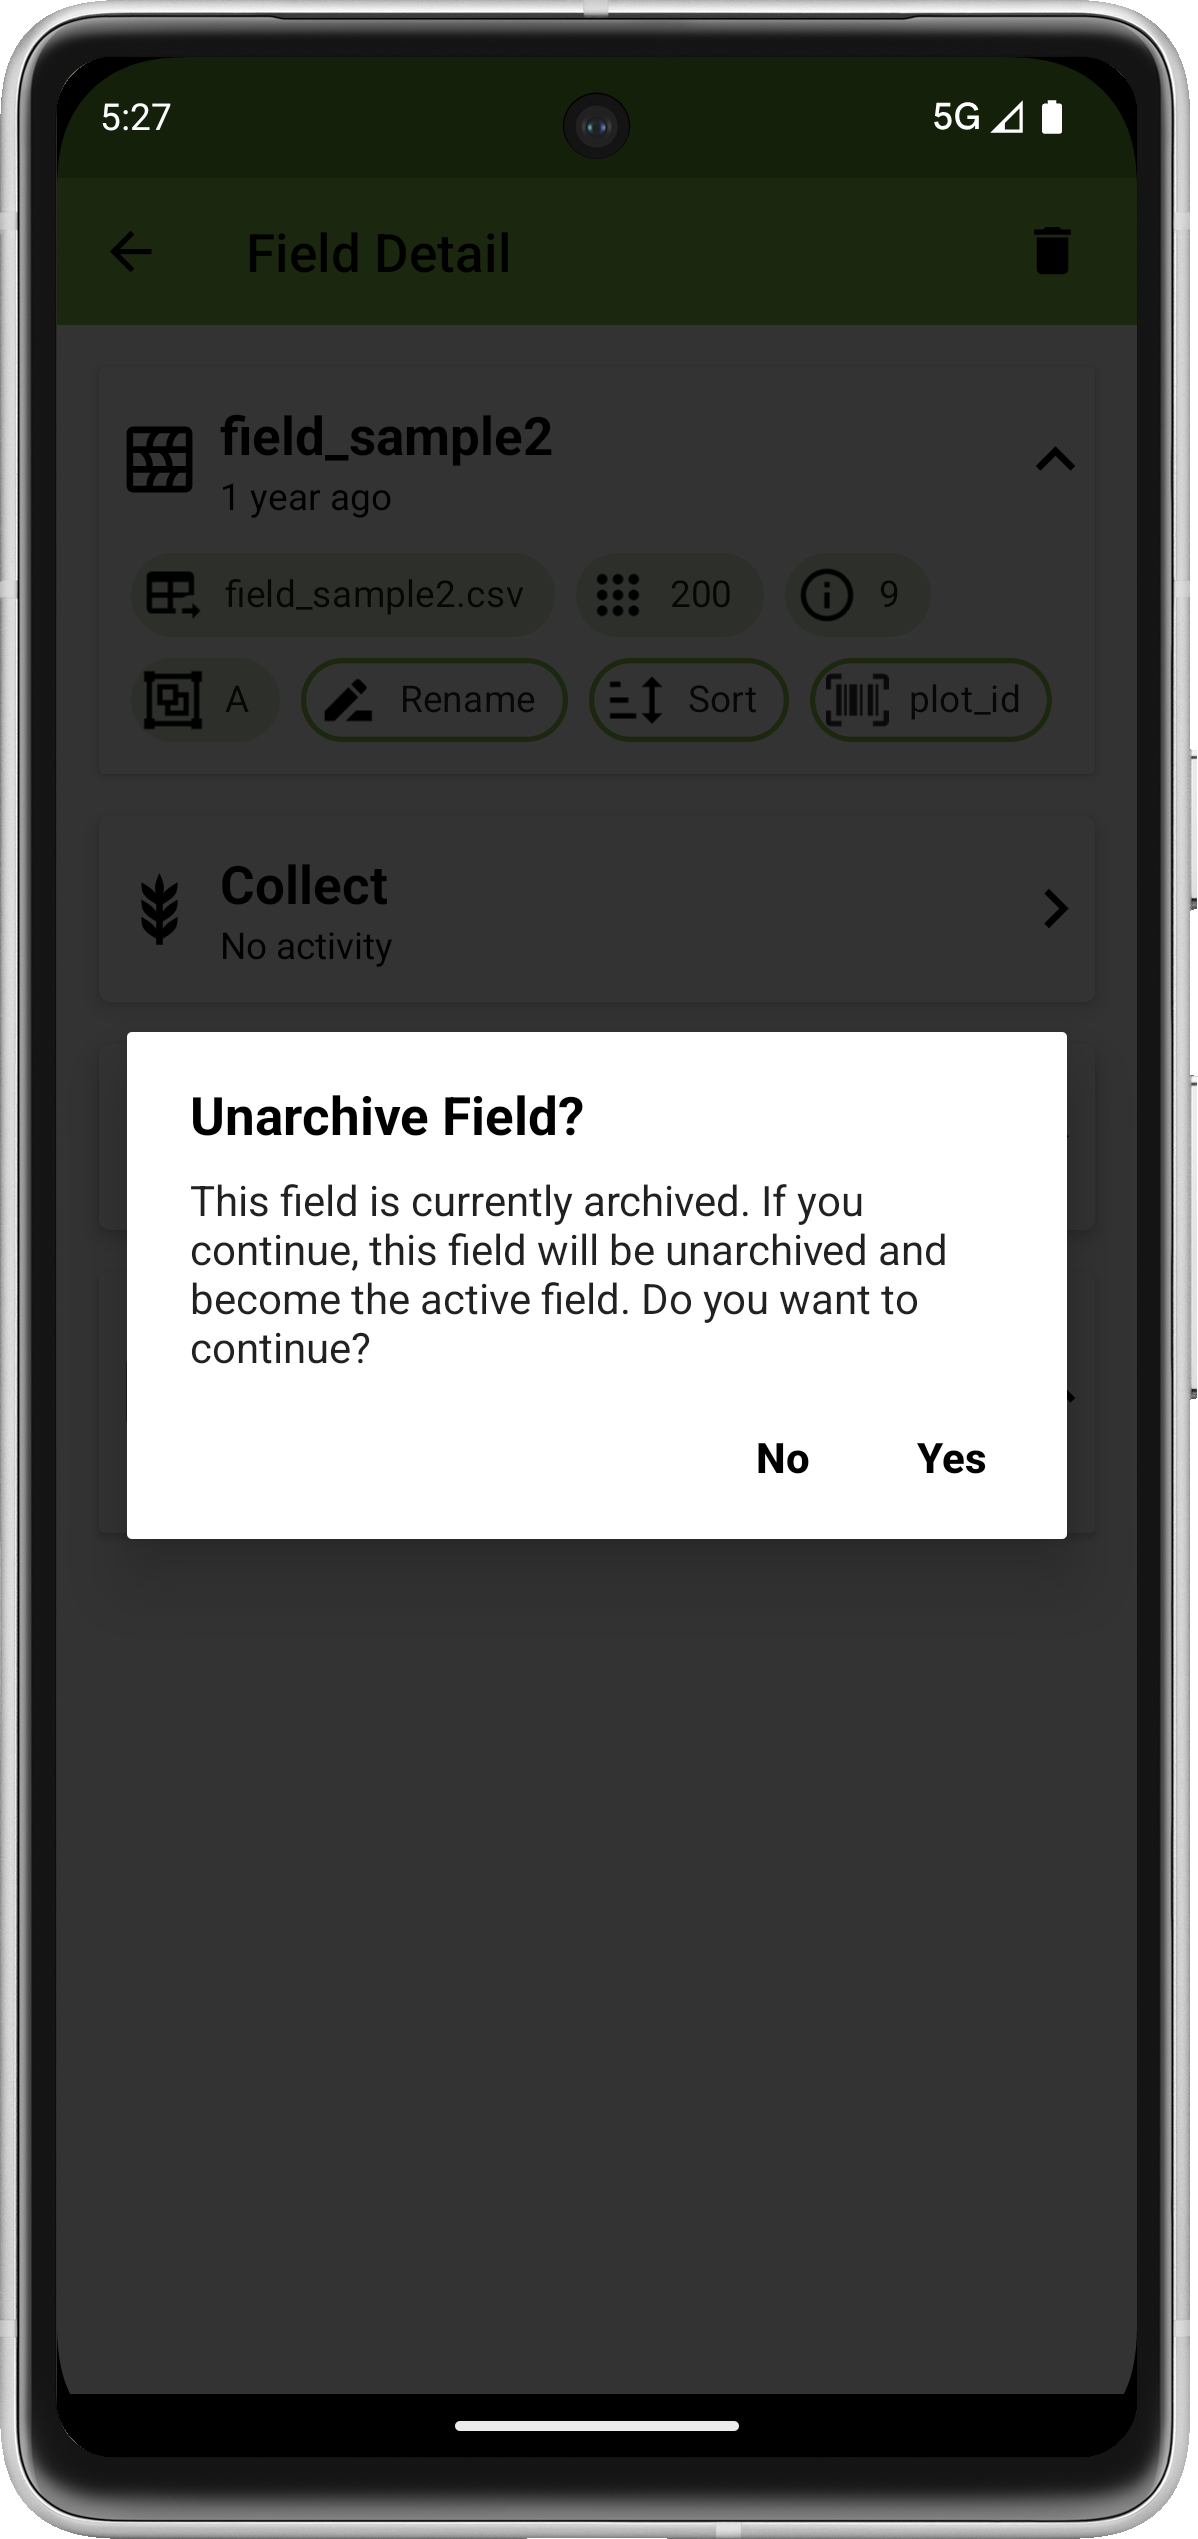 5:27
5G
Field Detail
field_sample2
1 year ago
field_sample2.csv
200
9
A
Rename
Sort
plot_id
Collect
No activity
Unarchive Field?
This field is currently archived. If you
continue, this field will be unarchived and
become the active field. Do you want to
continue?
No
Yes